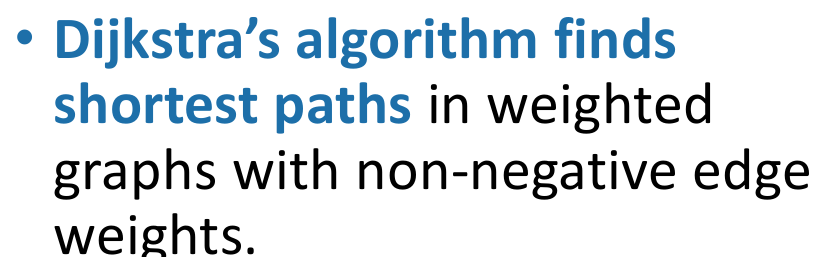 • Dijkstra’s algorithm finds
shortest paths in weighted
graphs with non-negative edge
weights.